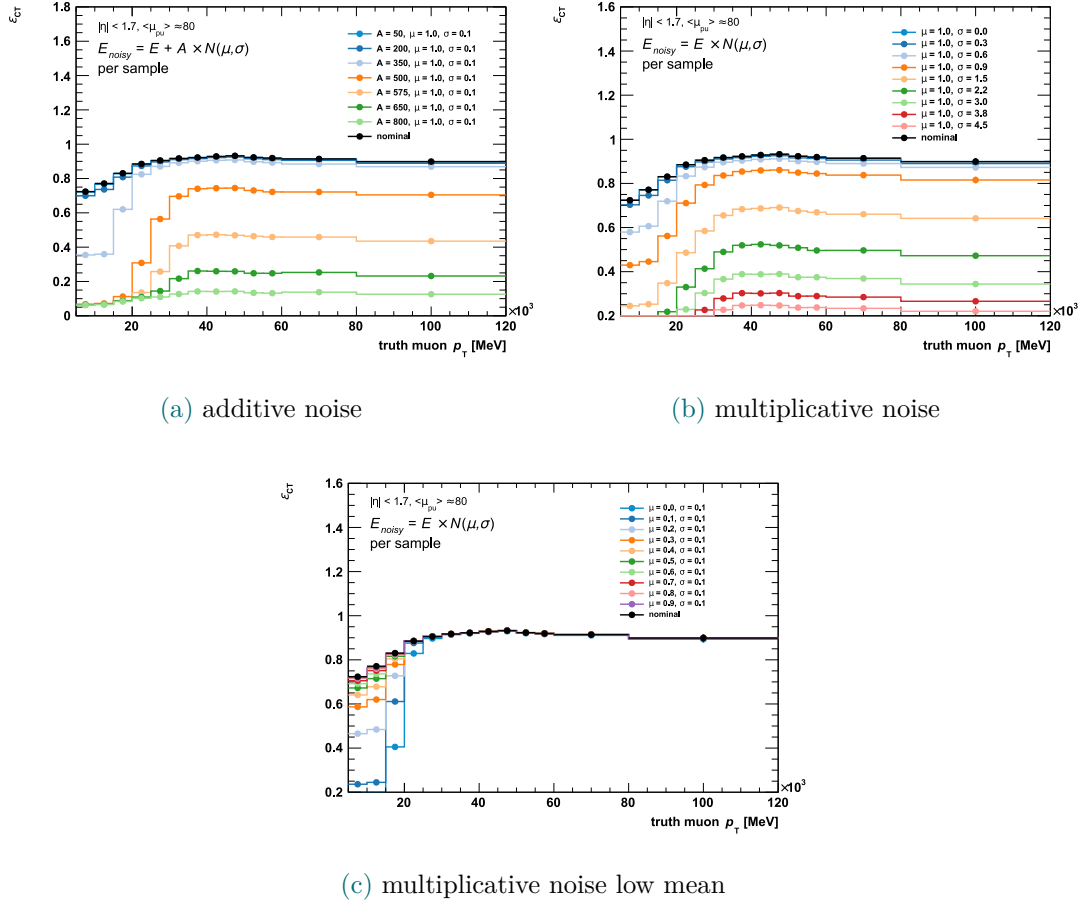 ε_CT
|η| < 1.7, <μ_pu> ≈80
E_noisy = E + A × N(μ,σ)
per sample
A = 50, μ = 1.0, σ = 0.1
A = 200, μ = 1.0, σ = 0.1
A = 350, μ = 1.0, σ = 0.1
A = 500, μ = 1.0, σ = 0.1
A = 575, μ = 1.0, σ = 0.1
A = 650, μ = 1.0, σ = 0.1
A = 800, μ = 1.0, σ = 0.1
nominal
1.8
1.6
1.4
1.2
1
0.8
0.6
0.4
0.2
0
20 40 60 80 100 120
×10³
truth muon p_T [MeV]
(a) additive noise
ε_CT
|η| < 1.7, <μ_pu> ≈80
E_noisy = E × N(μ,σ)
per sample
μ = 1.0, σ = 0.0
μ = 1.0, σ = 0.3
μ = 1.0, σ = 0.6
μ = 1.0, σ = 0.9
μ = 1.0, σ = 1.5
μ = 1.0, σ = 2.2
μ = 1.0, σ = 3.0
μ = 1.0, σ = 3.8
μ = 1.0, σ = 4.5
nominal
1.6
1.4
1.2
1
0.8
0.6
0.4
0.2
20 40 60 80 100 120
×10³
truth muon p_T [MeV]
(b) multiplicative noise
ε_CT
|η| < 1.7, <μ_pu> ≈80
E_noisy = E × N(μ,σ)
per sample
μ = 0.0, σ = 0.1
μ = 0.1, σ = 0.1
μ = 0.2, σ = 0.1
μ = 0.3, σ = 0.1
μ = 0.4, σ = 0.1
μ = 0.5, σ = 0.1
μ = 0.6, σ = 0.1
μ = 0.7, σ = 0.1
μ = 0.8, σ = 0.1
μ = 0.9, σ = 0.1
nominal
1.6
1.4
1.2
1
0.8
0.6
0.4
0.2
20 40 60 80 100 120
×10³
truth muon p_T [MeV]
(c) multiplicative noise low mean